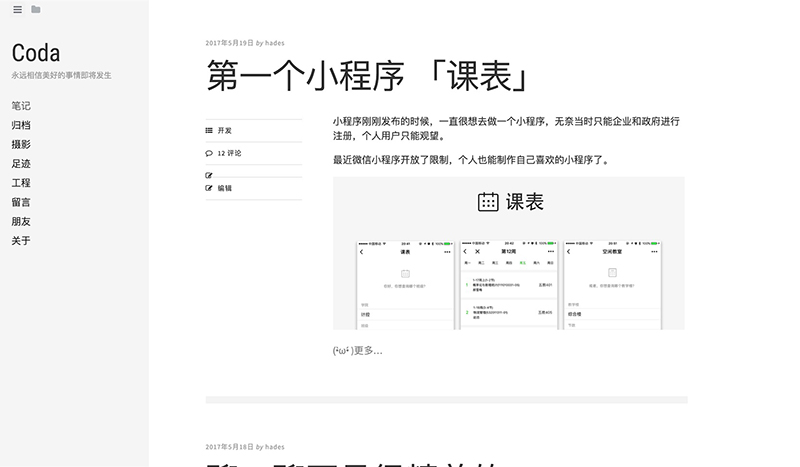 Coda
永远相信美好的事情即将发生
笔记
归档
摄影
足迹
工程
留言
朋友
关于
2017年5月19日 by hades
第一个小程序 「课表」
开发
12 评论
编辑
小程序刚刚发布的时候，一直很想去做一个小程序，无奈当时只能企业和政府进行
注册，个人用户只能观望。
最近微信小程序开放了限制，个人也能制作自己喜欢的小程序了。
课表
课表
第12周
空闲教室
更多...
2017年5月18日 by hades